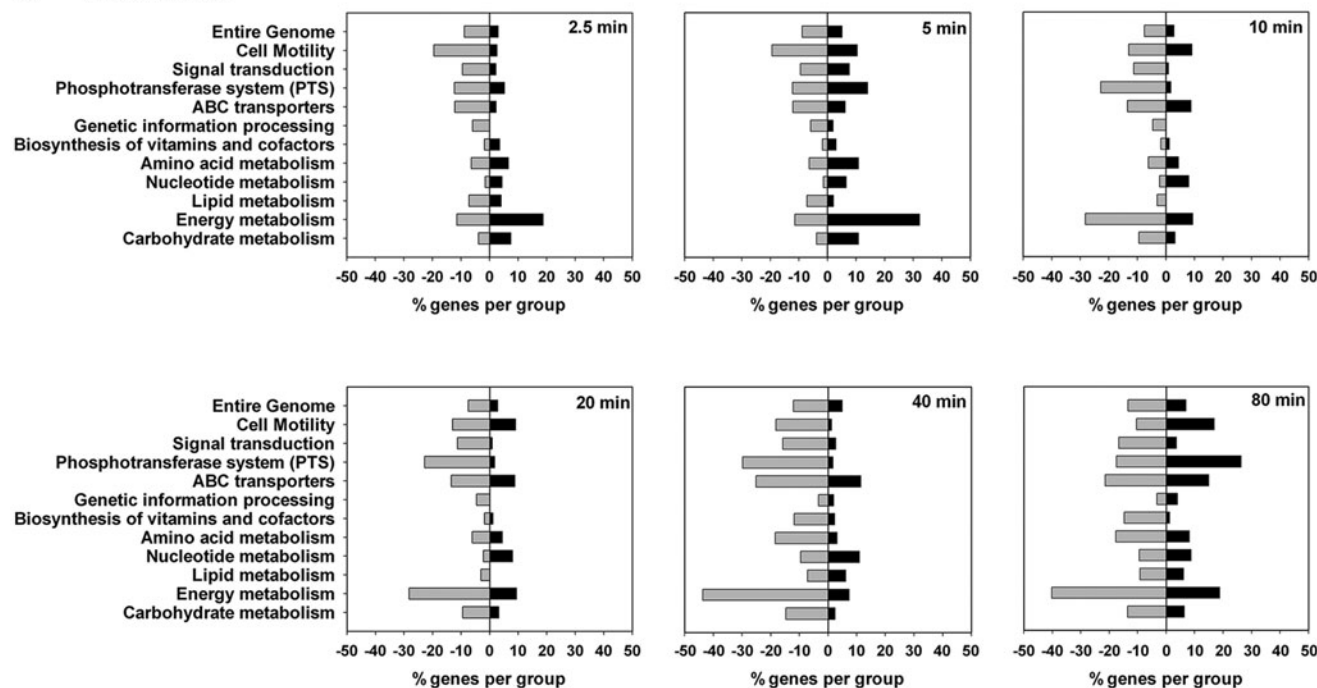 2.5 min
5 min
10 min
Entire Genome
Cell Motility
Signal transduction
Phosphotransferase system (PTS)
ABC transporters
Genetic information processing
Biosynthesis of vitamins and cofactors
Amino acid metabolism
Nucleotide metabolism
Lipid metabolism
Energy metabolism
Carbohydrate metabolism
-50 -40 -30 -20 -10 0 10 20 30 40 50
-50 -40 -30 -20 -10 0 10 20 30 40 50
-50 -40 -30 -20 -10 0 10 20 30 40 50
% genes per group
% genes per group
% genes per group
20 min
40 min
80 min
Entire Genome
Cell Motility
Signal transduction
Phosphotransferase system (PTS)
ABC transporters
Genetic information processing
Biosynthesis of vitamins and cofactors
Amino acid metabolism
Nucleotide metabolism
Lipid metabolism
Energy metabolism
Carbohydrate metabolism
-50 -40 -30 -20 -10 0 10 20 30 40 50
-50 -40 -30 -20 -10 0 10 20 30 40 50
-50 -40 -30 -20 -10 0 10 20 30 40 50
% genes per group
% genes per group
% genes per group